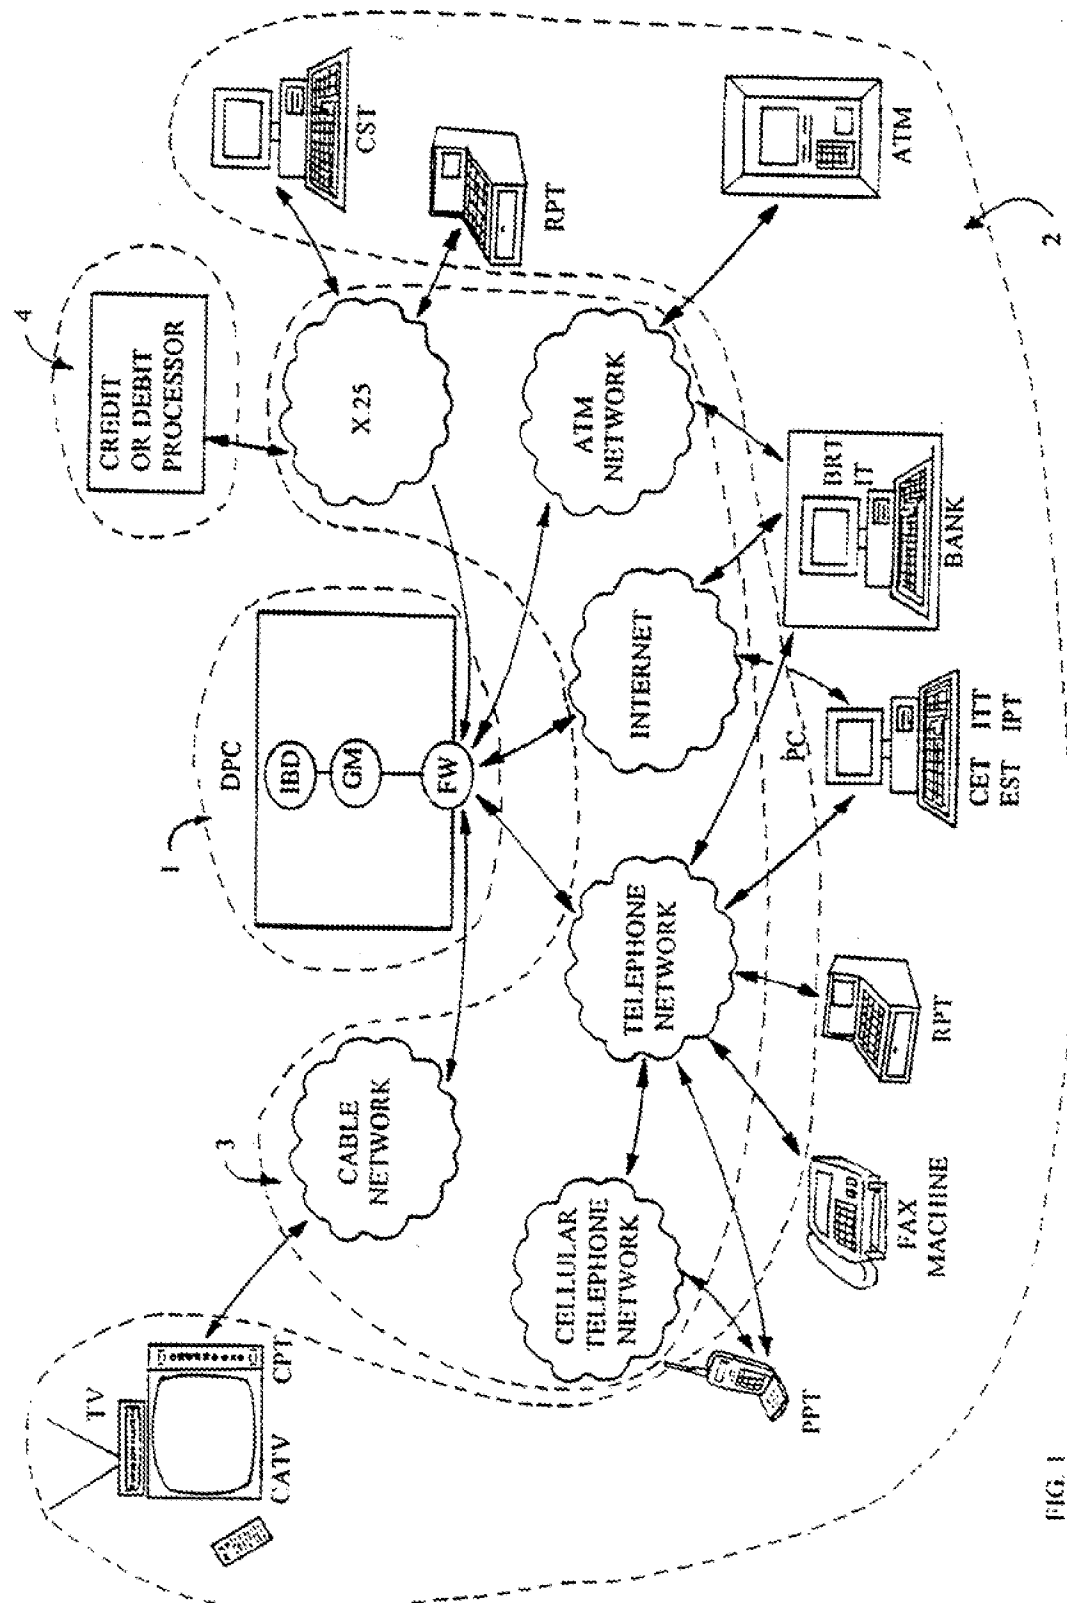 TV
CATV
CPT
3
CABLE
NETWORK
1
DPC
IBD
GM
FW
4
CREDIT
OR DEBIT
PROCESSOR
X 25
CST
RPT
CELLULAR
TELEPHONE
NETWORK
TELEPHONE
NETWORK
INTERNET
ATM
NETWORK
PPT
FAX
MACHINE
RPT
PC
CET ITT
EST IPT
BRT
IT
BANK
ATM
2
FIG. 1